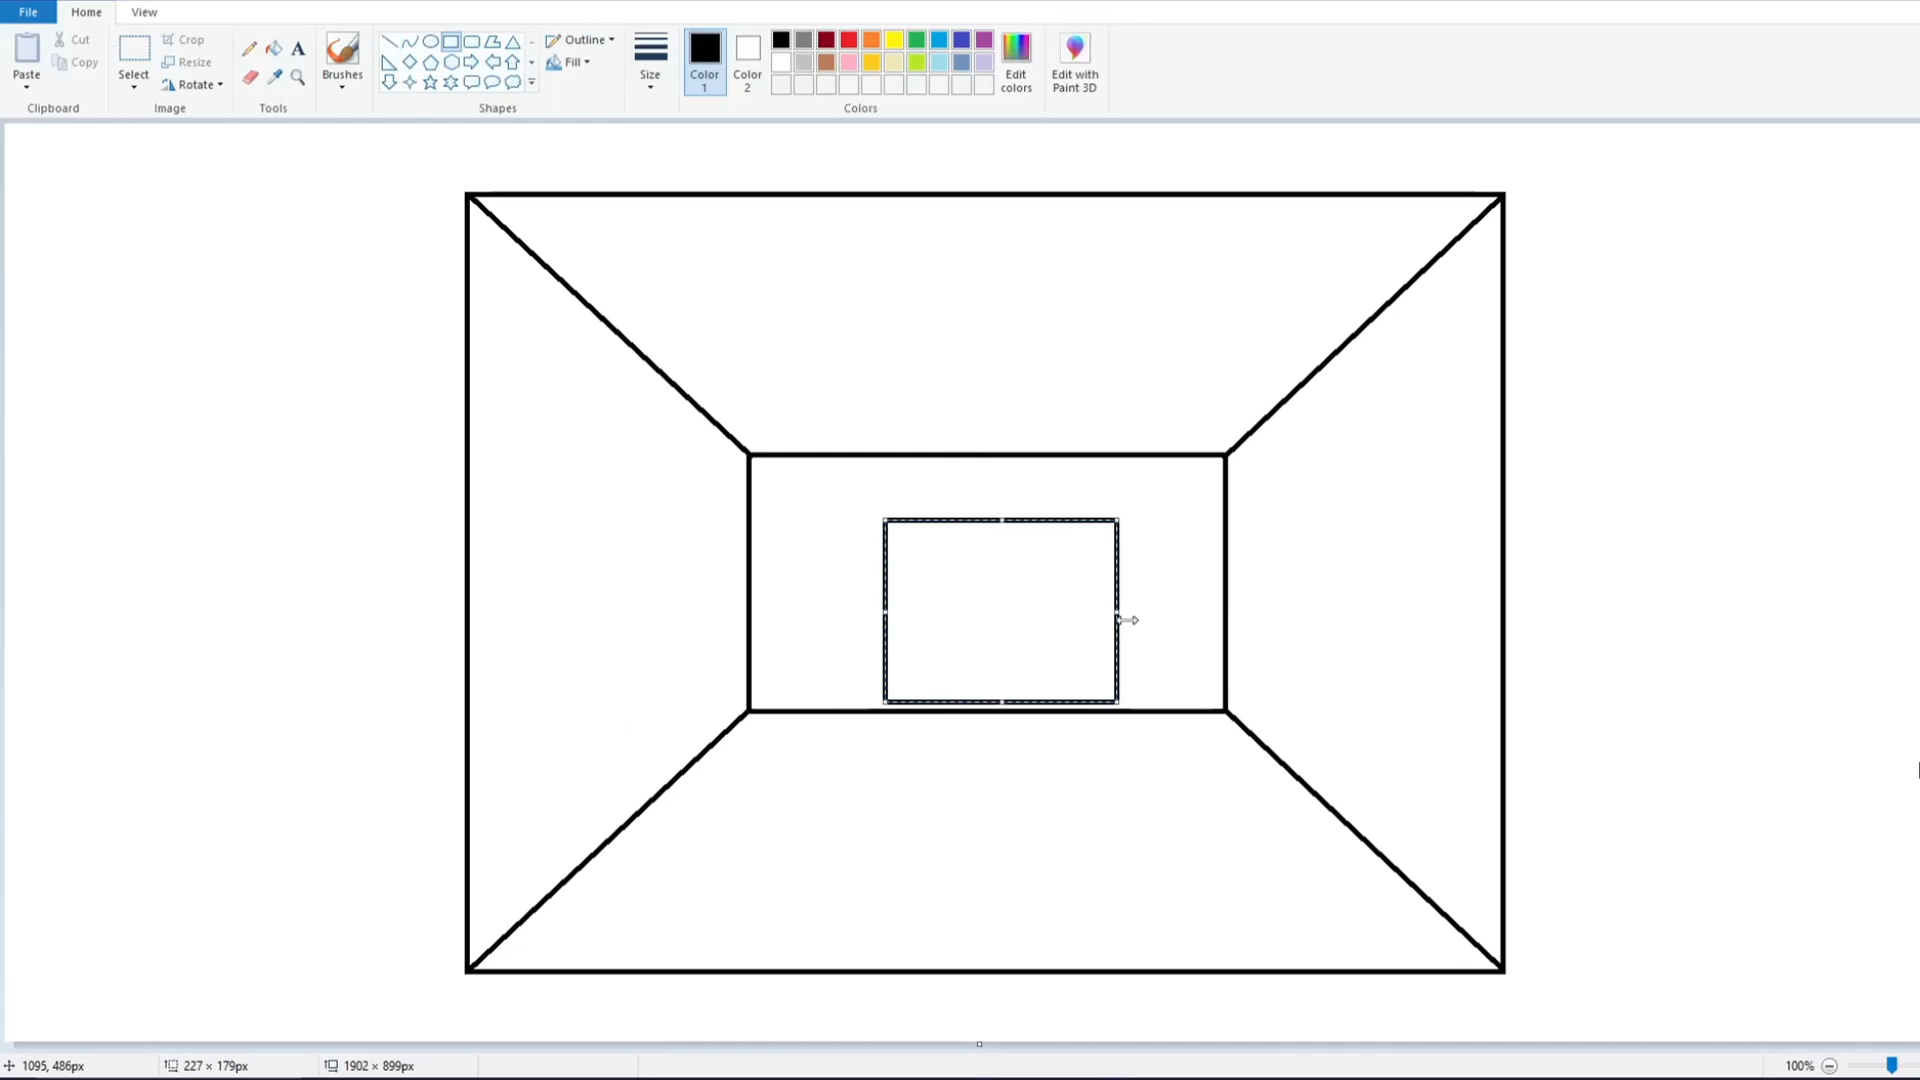 File Home View
Paste
Cut
Copy
Clipboard
Select
Crop
Resize
Rotate
Image
A
Tools
Brushes
Outline
Fill
Shapes
Size
Color
1
Color
2
Edit
colors
Colors
Edit with
Paint 3D
1095, 486px 227 × 179px 1902 × 899px 100%